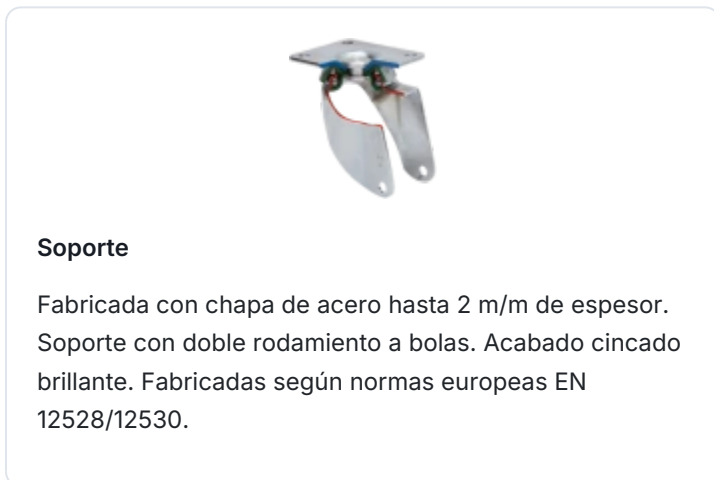 Soporte
Fabricada con chapa de acero hasta 2 m/m de espesor.
Soporte con doble rodamiento a bolas. Acabado cincado
brillante. Fabricadas según normas europeas EN
12528/12530.